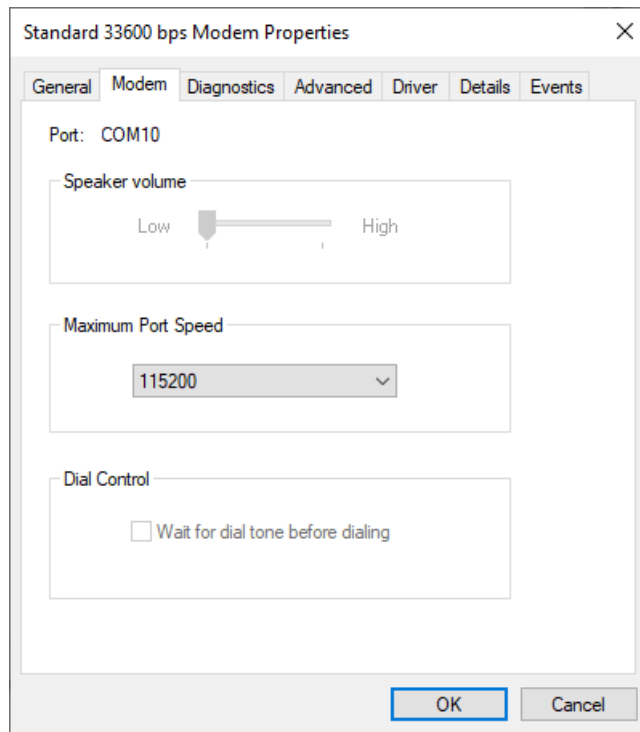 Standard 33600 bps Modem Properties
General Modem Diagnostics Advanced Driver Details Events
Port: COM10
Speaker volume
Low High
Maximum Port Speed
115200
Dial Control
Wait for dial tone before dialing
OK Cancel